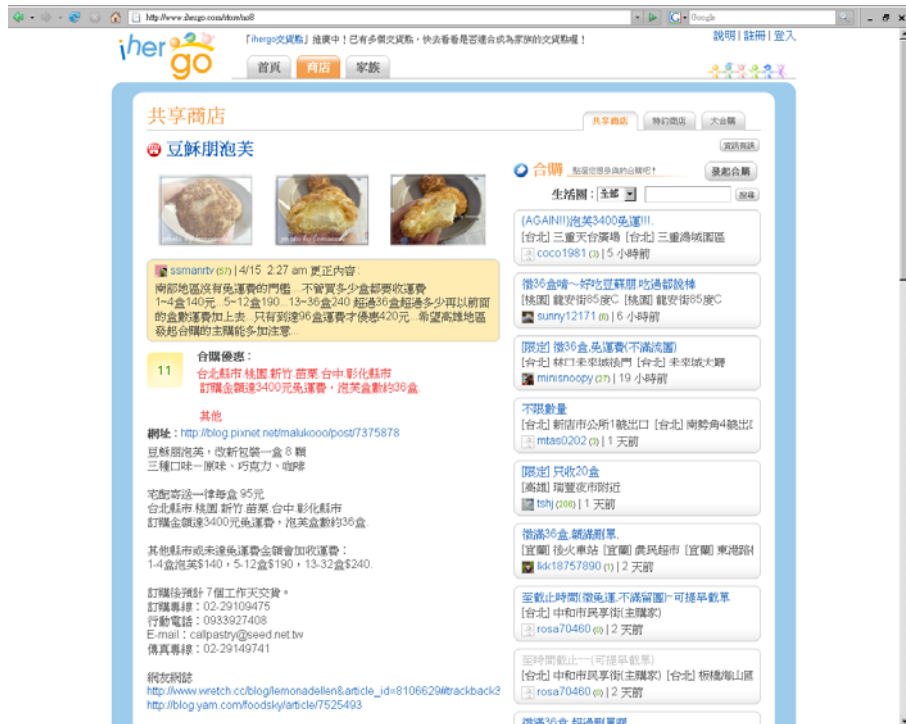 http://www.ihergo.com/store/no8
Google
iher go
「ihergo交貨點」推廣中！已有多個交貨點，快去看看是否適合成為家族的交貨點喔！
說明 | 註冊 | 登入
首頁 商店 家族
共享商店
共享商店 特約商店 大合購
豆穌朋泡芙
合購
點選您想參與的合購吧！
發起合購
生活圈：全部
搜尋
ssmanrtv (57) | 4/15 2:27 am 更正內容：
南部地區沒有免運費的門檻...不管買多少盒都要收運費
1~4盒140元...5~12盒190...13~36盒240 超過36盒超過多少再以前面
的盒數運費加上去...只有到達96盒運費才優惠420元...希望高雄地區
發起合購的主購能多加注意...
11
合購優惠：
台北縣市.桃園.新竹.苗栗.台中.彰化縣市
訂購金額達3400元免運費，泡芙盒數約36盒.
其他
網址：http://blog.pixnet.net/malukooo/post/7375878
豆穌朋泡芙，改新包裝一盒 8 顆
三種口味－原味、巧克力、咖啡
宅配寄送一律每盒 95元
台北縣市.桃園.新竹.苗栗.台中.彰化縣市
訂購金額達3400元免運費，泡芙盒數約36盒.
其他縣市或未達免運費金額會加收運費：
1-4盒泡芙$140，5-12盒$190，13-32盒$240.
訂購後預計 7個工作天交貨。
訂購專線：02-29109475
行動電話：0933927408
E-mail：callpastry@seed.net.tw
傳真專線：02-29149741
網友網誌
http://www.wretch.cc/blog/lemonadellen&article_id=8106629#trackback3
http://blog.yam.com/foodsky/article/7525493
(AGAIN!!)泡芙3400免運!!!.
[台北] 三重天台廣場 [台北] 三重湯城園區
coco1981 (3) | 5 小時前
徵36盒唷～好吃豆穌朋.吃過都說棒
[桃園] 龍安街85度C [桃園] 龍安街85度C
sunny12171 (0) | 6 小時前
[限定] 徵36盒.免運費(不滿流團)
[台北] 林口未來城後門 [台北] 未來城大廳
minisnoopy (27) | 19 小時前
不限數量
[台北] 新店市公所1號出口 [台北] 南勢角4號出口
mtas0202 (3) | 1 天前
[限定] 只收20盒
[高雄] 瑞豐夜市附近
tshj (206) | 1 天前
徵滿36盒.額滿刪單.
[宜蘭] 後火車站 [宜蘭] 農民超市 [宜蘭] 東港路
lkk18757890 (1) | 2 天前
至截止時間(徵免運.不滿留團)~可提早截單
[台北] 中和市民享街(主購家)
rosa70460 (0) | 2 天前
至時間截止~~(可提早截單)
[台北] 中和市民享街(主購家) [台北] 板橋海山國
rosa70460 (0) | 2 天前